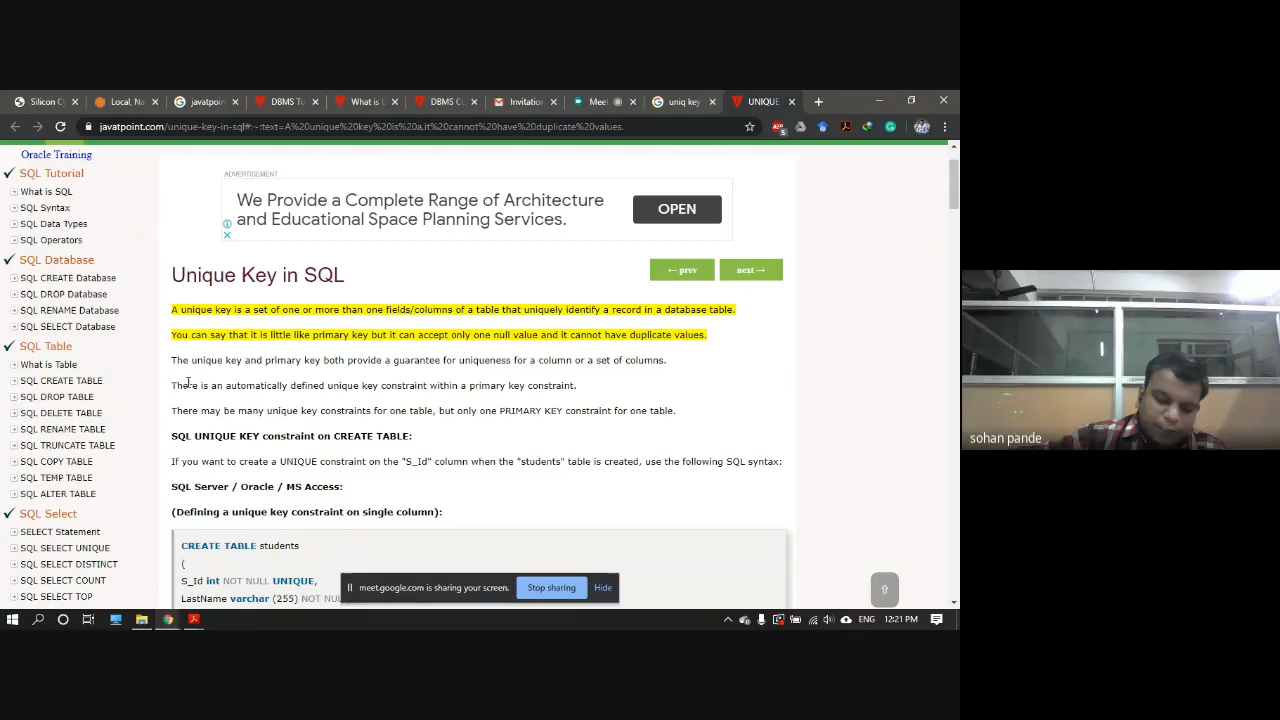 Silicon Cy
Local, Na
javatpoin
DBMS Tu
What is D
DBMS Co
Invitation
Meet
uniq key
UNIQUE
javatpoint.com/unique-key-in-sql#:~:text=A%20unique%20key%20is%20a,it%20cannot%20have%20duplicate%20values.
Oracle Training
SQL Tutorial
What is SQL
SQL Syntax
SQL Data Types
SQL Operators
SQL Database
SQL CREATE Database
SQL DROP Database
SQL RENAME Database
SQL SELECT Database
SQL Table
What is Table
SQL CREATE TABLE
SQL DROP TABLE
SQL DELETE TABLE
SQL RENAME TABLE
SQL TRUNCATE TABLE
SQL COPY TABLE
SQL TEMP TABLE
SQL ALTER TABLE
SQL Select
SELECT Statement
SQL SELECT UNIQUE
SQL SELECT DISTINCT
SQL SELECT COUNT
SQL SELECT TOP
ADVERTISEMENT
We Provide a Complete Range of Architecture
and Educational Space Planning Services.
OPEN
Unique Key in SQL
← prev
next →
A unique key is a set of one or more than one fields/columns of a table that uniquely identify a record in a database table.
You can say that it is little like primary key but it can accept only one null value and it cannot have duplicate values.
The unique key and primary key both provide a guarantee for uniqueness for a column or a set of columns.
There is an automatically defined unique key constraint within a primary key constraint.
There may be many unique key constraints for one table, but only one PRIMARY KEY constraint for one table.
SQL UNIQUE KEY constraint on CREATE TABLE:
If you want to create a UNIQUE constraint on the "S_Id" column when the "students" table is created, use the following SQL syntax:
SQL Server / Oracle / MS Access:
(Defining a unique key constraint on single column):
CREATE TABLE students
(
S_Id int NOT NULL UNIQUE,
LastName varchar (255) NOT NUL
meet.google.com is sharing your screen.
Stop sharing
Hide
ENG
12:21 PM
sohan pande